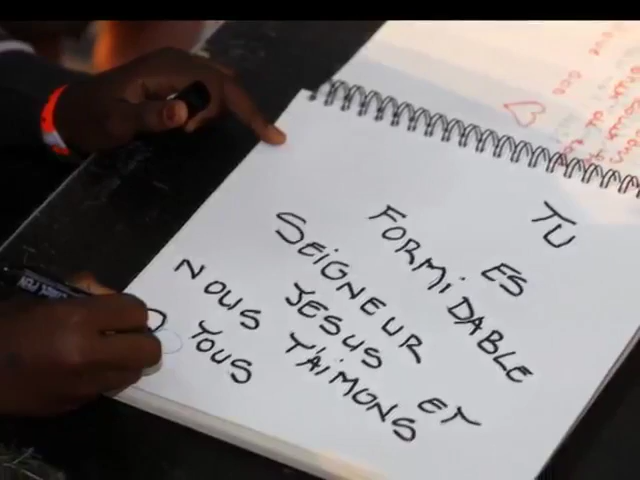 TU
ES
FORMIDABLE
SEIGNEUR
JESUS ET
NOUS T'AIMONS
TOUS